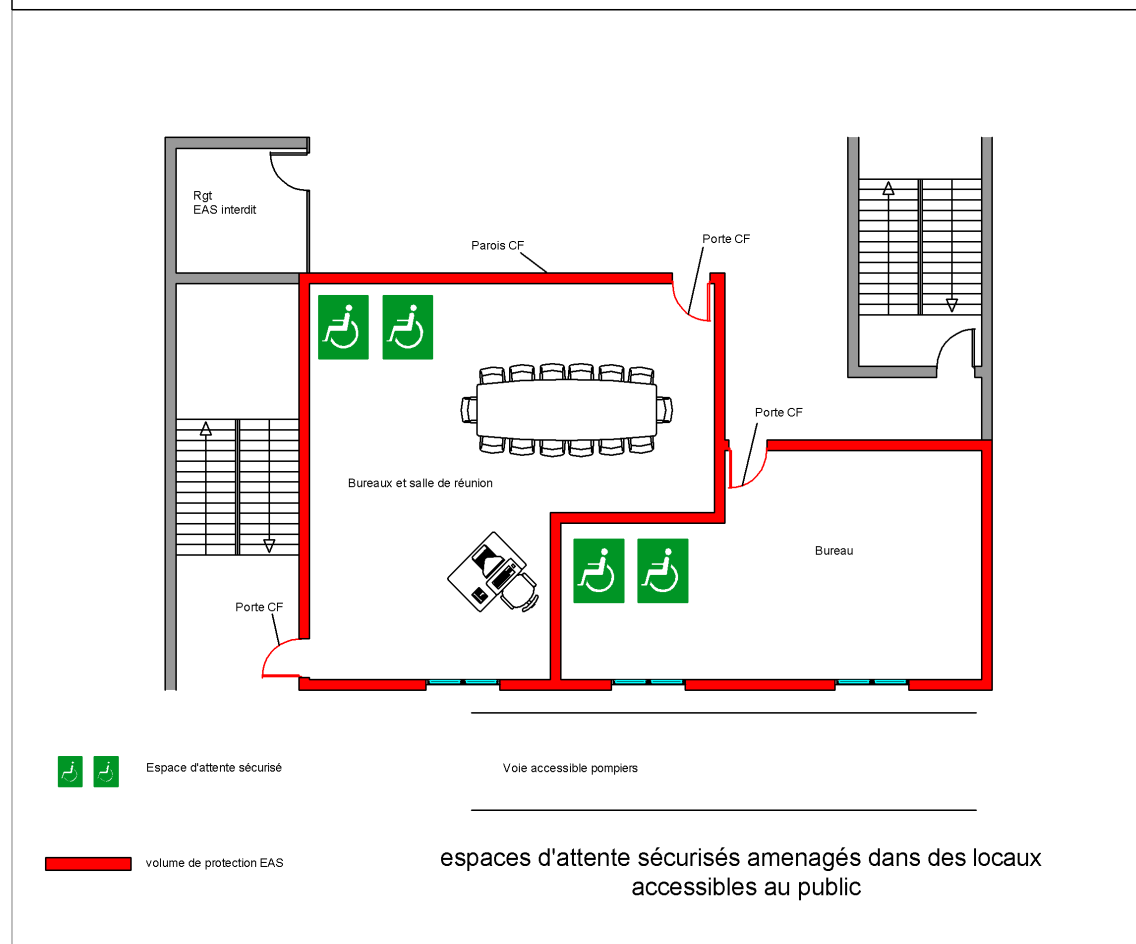 Rgt
EAS interdit
Parois CF
Porte CF
Porte CF
Bureaux et salle de réunion
Bureau
Porte CF
Espace d'attente sécurisé
Voie accessible pompiers
volume de protection EAS
espaces d'attente sécurisés amenagés dans des locaux
accessibles au public